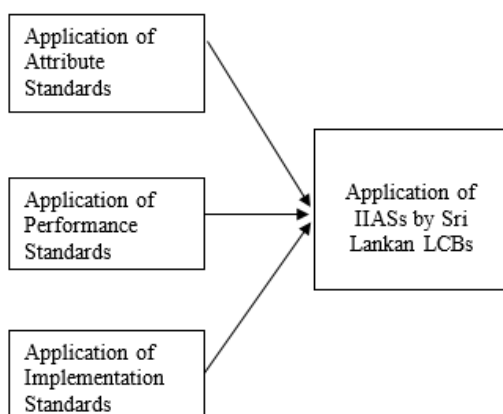 Application of
Attribute
Standards
Application of
Performance
Standards
Application of
Implementation
Standards
Application of
IIASs by Sri
Lankan LCBs